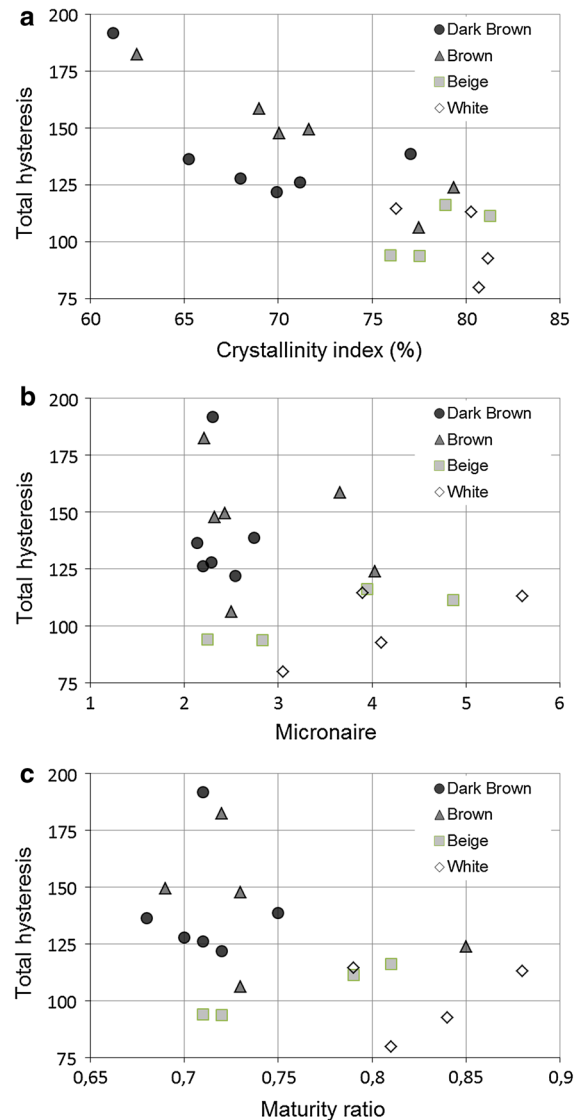 a
200
Dark Brown
Brown
Beige
White
175
150
125
100
75
Total hysteresis
60 65 70 75 80 85
Crystallinity index (%)
b
200
Dark Brown
Brown
Beige
White
175
150
125
100
75
Total hysteresis
1 2 3 4 5 6
Micronaire
c
200
Dark Brown
Brown
Beige
White
175
150
125
100
75
Total hysteresis
0,65 0,7 0,75 0,8 0,85 0,9
Maturity ratio